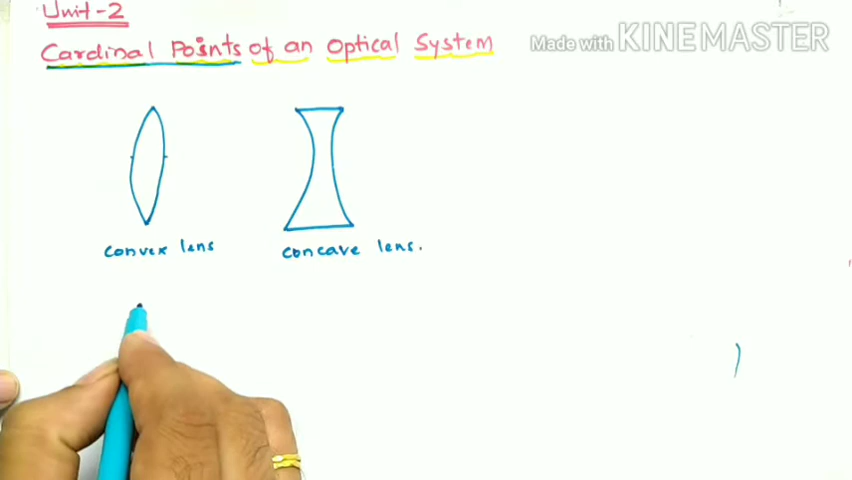 Unit-2
Cardinal Points of an Optical System
Made with KINEMASTER
convex lens
concave lens.